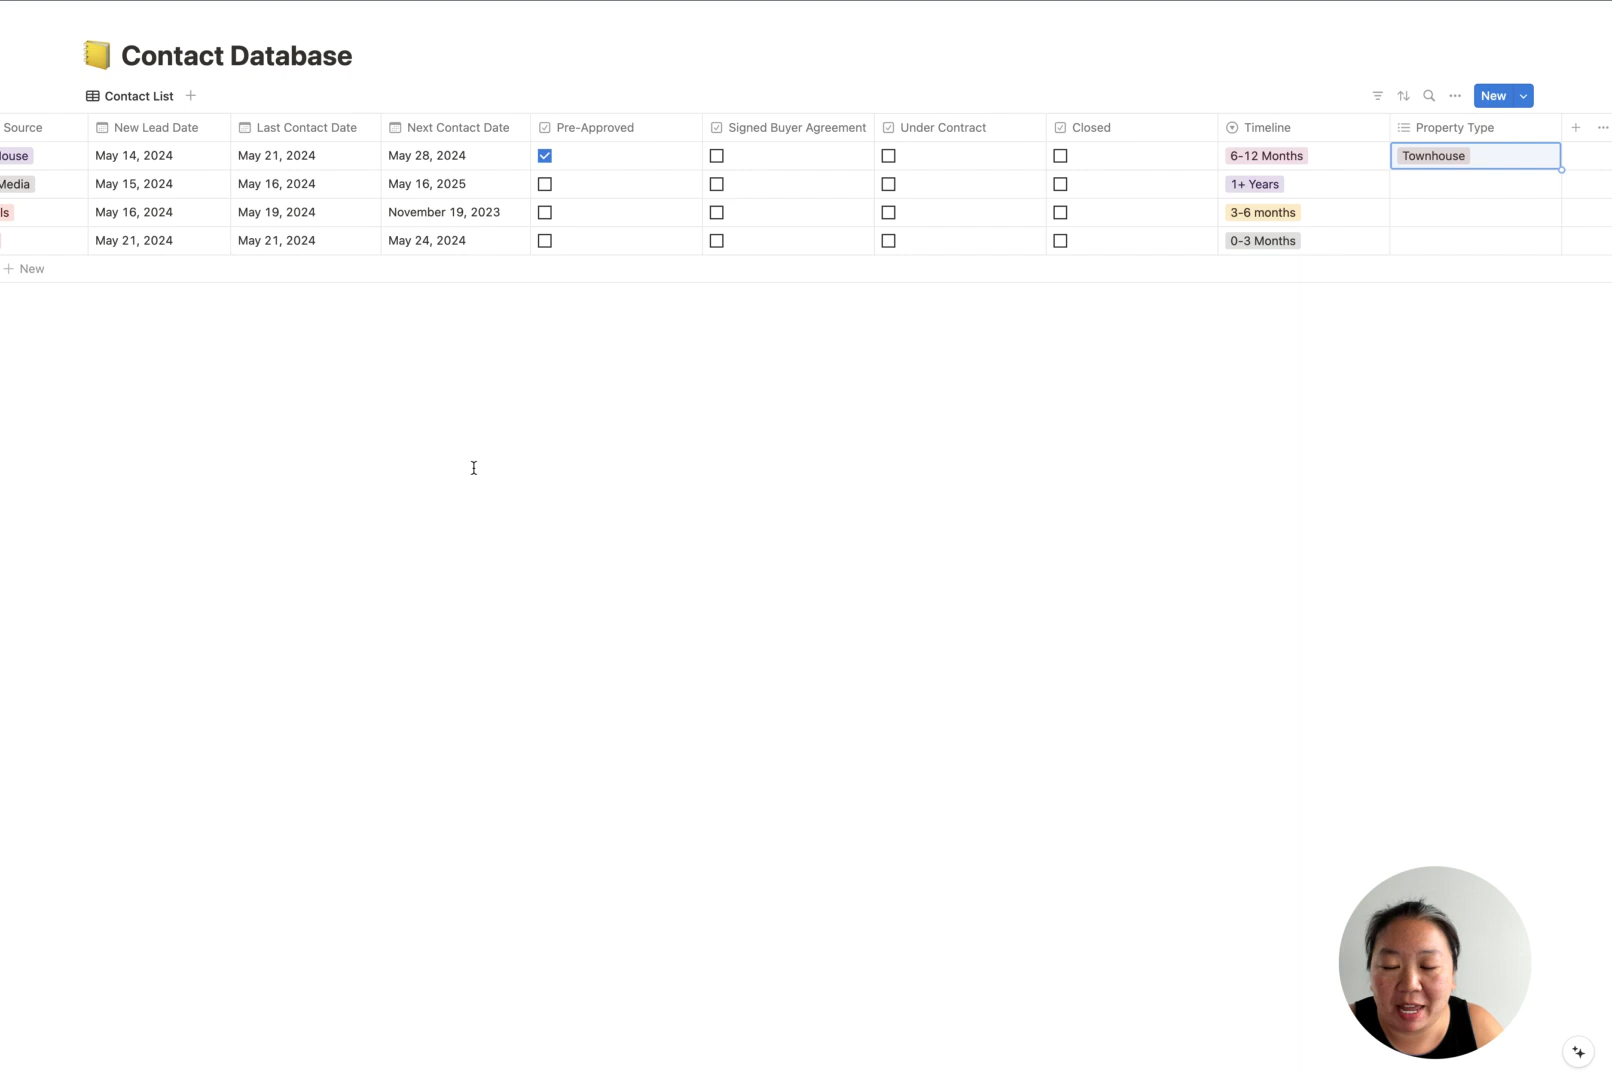 Contact Database
Contact List
New
Source New Lead Date Last Contact Date Next Contact Date Pre-Approved Signed Buyer Agreement Under Contract Closed Timeline Property Type
ouse May 14, 2024 May 21, 2024 May 28, 2024 6-12 Months Townhouse
Media May 15, 2024 May 16, 2024 May 16, 2025 1+ Years
ls May 16, 2024 May 19, 2024 November 19, 2023 3-6 months
May 21, 2024 May 21, 2024 May 24, 2024 0-3 Months
+ New